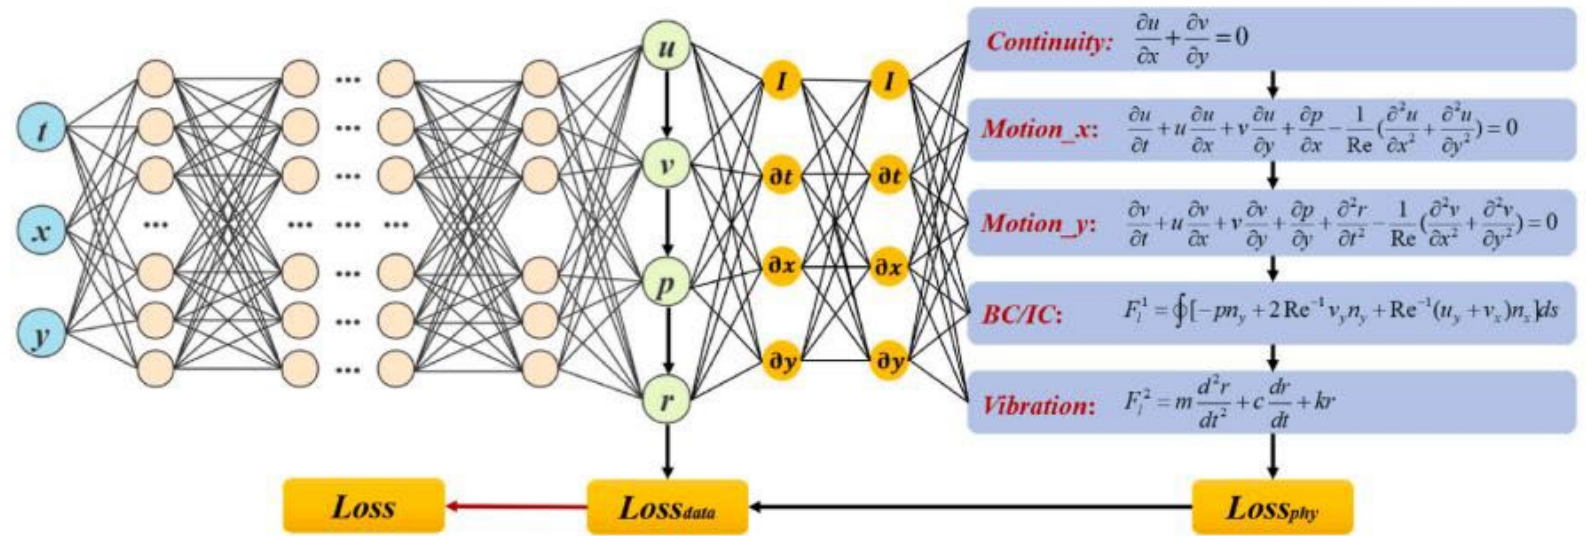 t
x
y
... ...
... ...
... ...
... ... ... ...
... ...
... ...
... ...
u
v
p
r
I I
∂t ∂t
∂x ∂x
∂y ∂y
Continuity: ∂u/∂x + ∂v/∂y = 0
Motion_x: ∂u/∂t + u ∂u/∂x + v ∂u/∂y + ∂p/∂x − 1/Re (∂²u/∂x² + ∂²u/∂y²) = 0
Motion_y: ∂v/∂t + u ∂v/∂x + v ∂v/∂y + ∂p/∂y + ∂²r/∂t² − 1/Re (∂²v/∂x² + ∂²v/∂y²) = 0
BC/IC: F_l^1 = ∮[−pn_y + 2Re⁻¹v_y n_y + Re⁻¹(u_y + v_x)n_x]ds
Vibration: F_l^2 = m d²r/dt² + c dr/dt + kr
Loss
Loss_data
Loss_phy